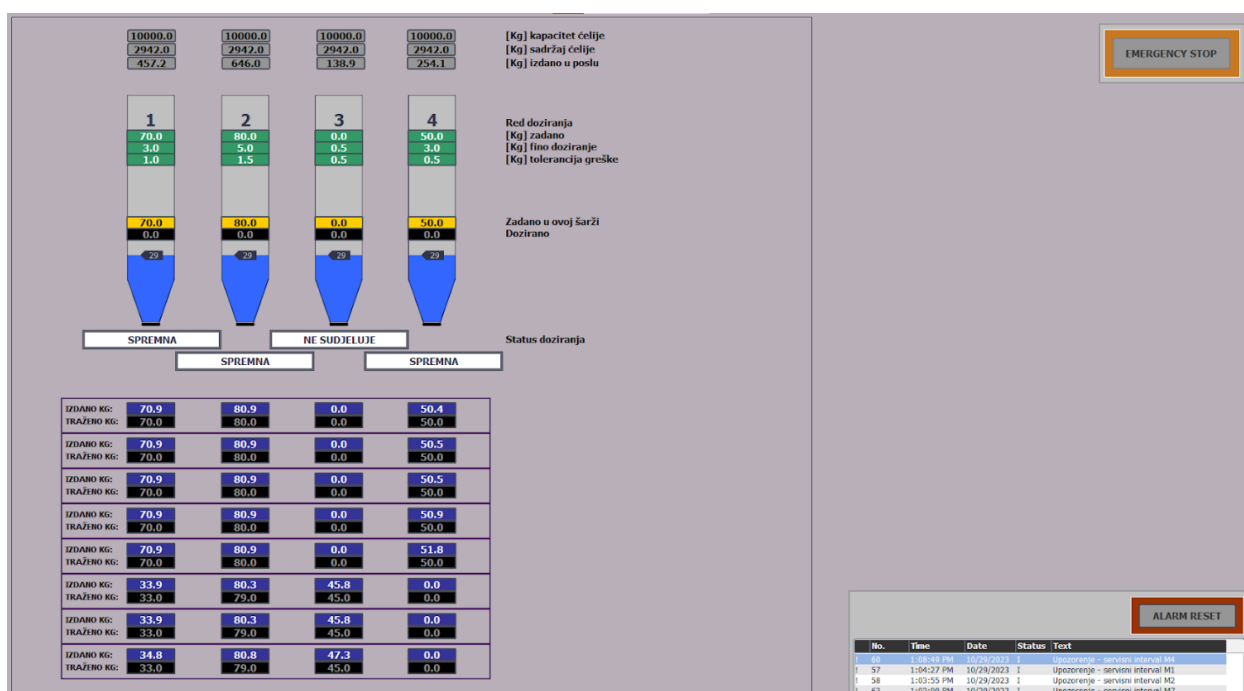 10000.0 10000.0 10000.0 10000.0 [Kg] kapacitet ćelije
2942.0 2942.0 2942.0 2942.0 [Kg] sadržaj ćelije
457.2 646.0 138.9 254.1 [Kg] izdano u poslu
EMERGENCY STOP
1 2 3 4 Red doziranja
70.0 80.0 0.0 50.0 [Kg] zadano
3.0 5.0 0.5 3.0 [Kg] fino doziranje
1.0 1.5 0.5 0.5 [Kg] tolerancija greške
70.0 80.0 0.0 50.0 Zadano u ovoj šarži
0.0 0.0 0.0 0.0 Dozirano
29 29 29 29
SPREMNA NE SUDJELUJE Status doziranja
SPREMNA SPREMNA
IZDANO KG: 70.9 80.9 0.0 50.4
TRAŽENO KG: 70.0 80.0 0.0 50.0
IZDANO KG: 70.9 80.9 0.0 50.5
TRAŽENO KG: 70.0 80.0 0.0 50.0
IZDANO KG: 70.9 80.9 0.0 50.5
TRAŽENO KG: 70.0 80.0 0.0 50.0
IZDANO KG: 70.9 80.9 0.0 50.9
TRAŽENO KG: 70.0 80.0 0.0 50.0
IZDANO KG: 70.9 80.9 0.0 51.8
TRAŽENO KG: 70.0 80.0 0.0 50.0
IZDANO KG: 33.9 80.3 45.8 0.0
TRAŽENO KG: 33.0 79.0 45.0 0.0
IZDANO KG: 33.9 80.3 45.8 0.0
TRAŽENO KG: 33.0 79.0 45.0 0.0
IZDANO KG: 34.8 80.8 47.3 0.0
TRAŽENO KG: 33.0 79.0 45.0 0.0
ALARM RESET
No. Time Date Status Text
! 60 1:08:49 PM 10/29/2023 I Upozorenje - servisni interval M4
! 57 1:04:27 PM 10/29/2023 I Upozorenje - servisni interval M1
! 58 1:03:55 PM 10/29/2023 I Upozorenje - servisni interval M2